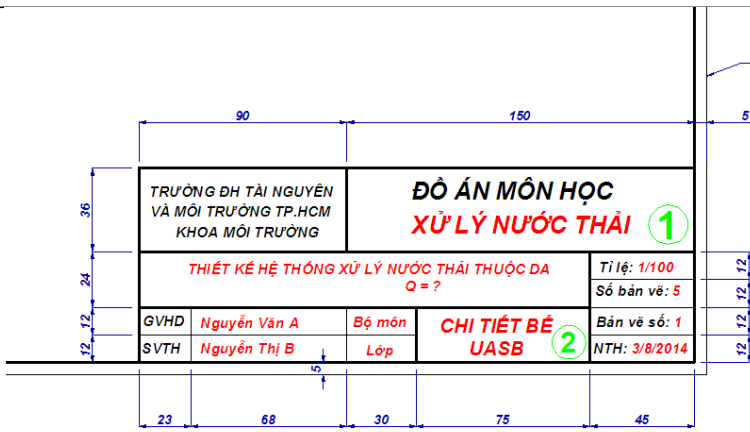 90
150
5
TRƯỜNG ĐH TÀI NGUYÊN
VÀ MÔI TRƯỜNG TP.HCM
KHOA MÔI TRƯỜNG
ĐỒ ÁN MÔN HỌC
XỬ LÝ NƯỚC THẢI
1
36
THIẾT KẾ HỆ THỐNG XỬ LÝ NƯỚC THẢI THUỘC DA
Q = ?
Tỉ lệ: 1/100
Số bản vẽ: 5
24
12
12
GVHD
Nguyễn Văn A
Bộ môn
CHI TIẾT BỂ
UASB
2
Bản vẽ số: 1
12
12
SVTH
Nguyễn Thị B
Lớp
NTH: 3/8/2014
12
12
5
23
68
30
75
45